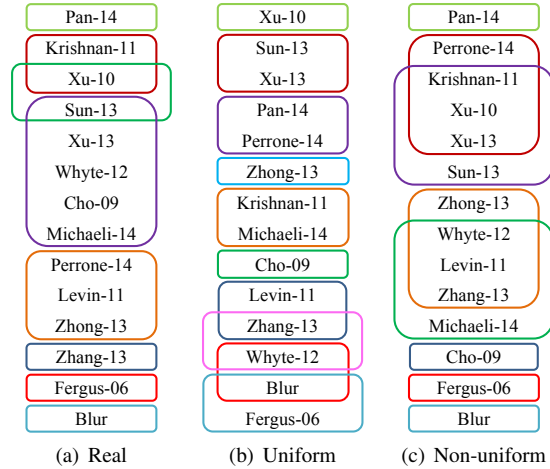 Pan-14
Krishnan-11
Xu-10
Sun-13
Xu-13
Whyte-12
Cho-09
Michaeli-14
Perrone-14
Levin-11
Zhong-13
Zhang-13
Fergus-06
Blur
(a) Real
Xu-10
Sun-13
Xu-13
Pan-14
Perrone-14
Zhong-13
Krishnan-11
Michaeli-14
Cho-09
Levin-11
Zhang-13
Whyte-12
Blur
Fergus-06
(b) Uniform
Pan-14
Perrone-14
Krishnan-11
Xu-10
Xu-13
Sun-13
Zhong-13
Whyte-12
Levin-11
Zhang-13
Michaeli-14
Cho-09
Fergus-06
Blur
(c) Non-uniform